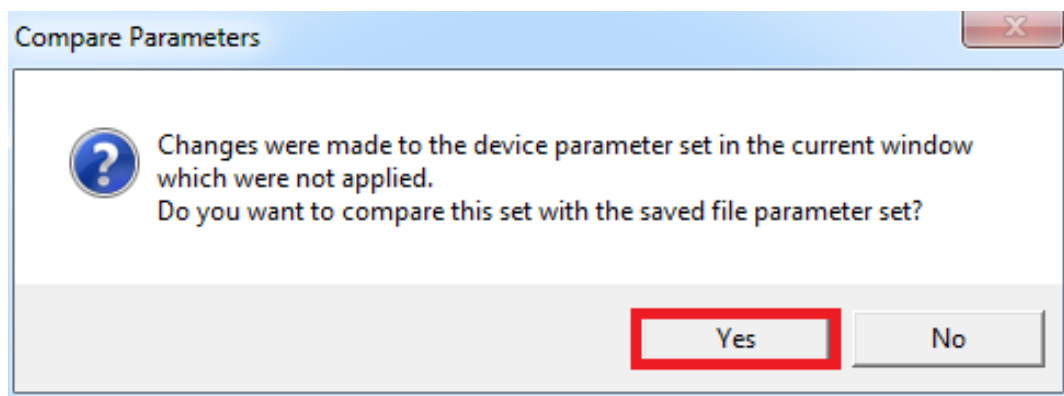 Compare Parameters
Changes were made to the device parameter set in the current window
which were not applied.
Do you want to compare this set with the saved file parameter set?
Yes
No